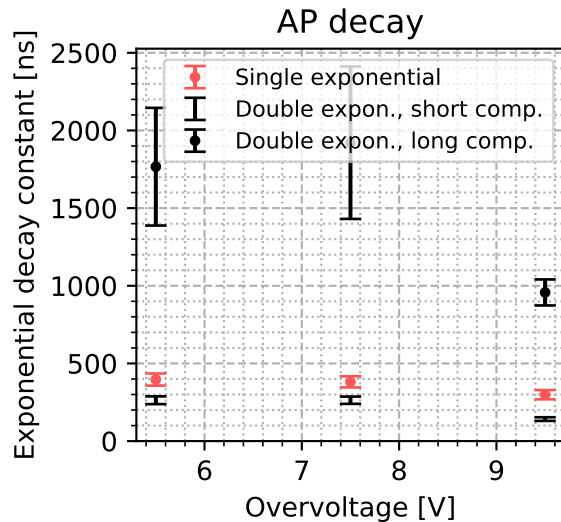 AP decay
Exponential decay constant [ns]
2500
2000
1500
1000
500
0
Single exponential
Double expon., short comp.
Double expon., long comp.
6
7
8
9
Overvoltage [V]